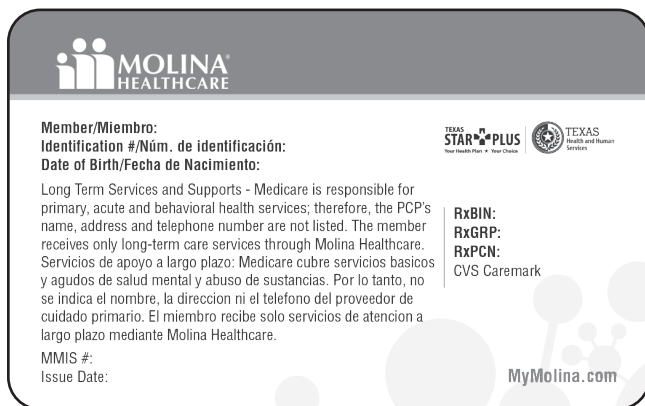 MOLINA®
HEALTHCARE
Member/Miembro:
Identification #/Núm. de identificación:
Date of Birth/Fecha de Nacimiento:
TEXAS
STAR PLUS
Your Health Plan ★ Your Choice
TEXAS
Health and Human
Services
Long Term Services and Supports - Medicare is responsible for
primary, acute and behavioral health services; therefore, the PCP's
name, address and telephone number are not listed. The member
receives only long-term care services through Molina Healthcare.
Servicios de apoyo a largo plazo: Medicare cubre servicios basicos
y agudos de salud mental y abuso de sustancias. Por lo tanto, no
se indica el nombre, la direccion ni el telefono del proveedor de
cuidado primario. El miembro recibe solo servicios de atencion a
largo plazo mediante Molina Healthcare.
RxBIN:
RxGRP:
RxPCN:
CVS Caremark
MMIS #:
Issue Date:
MyMolina.com